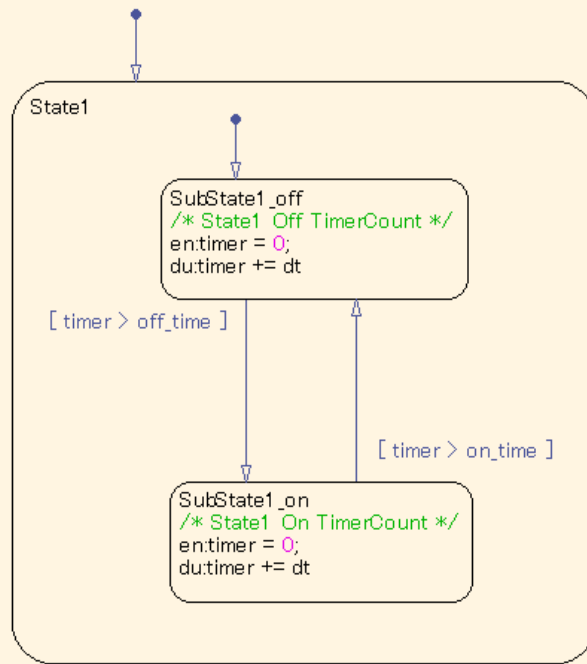 State1
SubState1_off
/* State1 Off TimerCount */
en:timer = 0;
du:timer += dt
[ timer > off_time ]
[ timer > on_time ]
SubState1_on
/* State1 On TimerCount */
en:timer = 0;
du:timer += dt